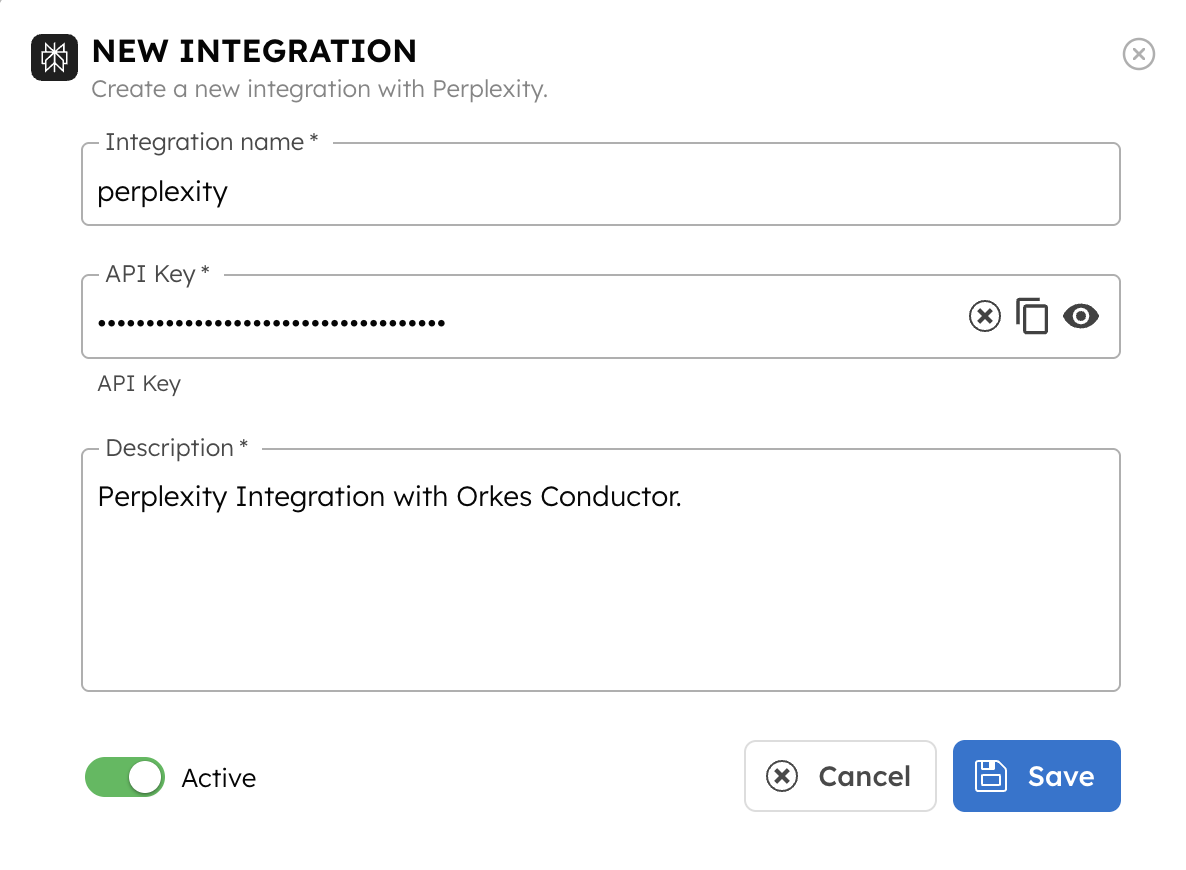 NEW INTEGRATION
Create a new integration with Perplexity.
Integration name *
perplexity
API Key *
••••••••••••••••••••••••••••••••••••
API Key
Description *
Perplexity Integration with Orkes Conductor.
Active
Cancel
Save